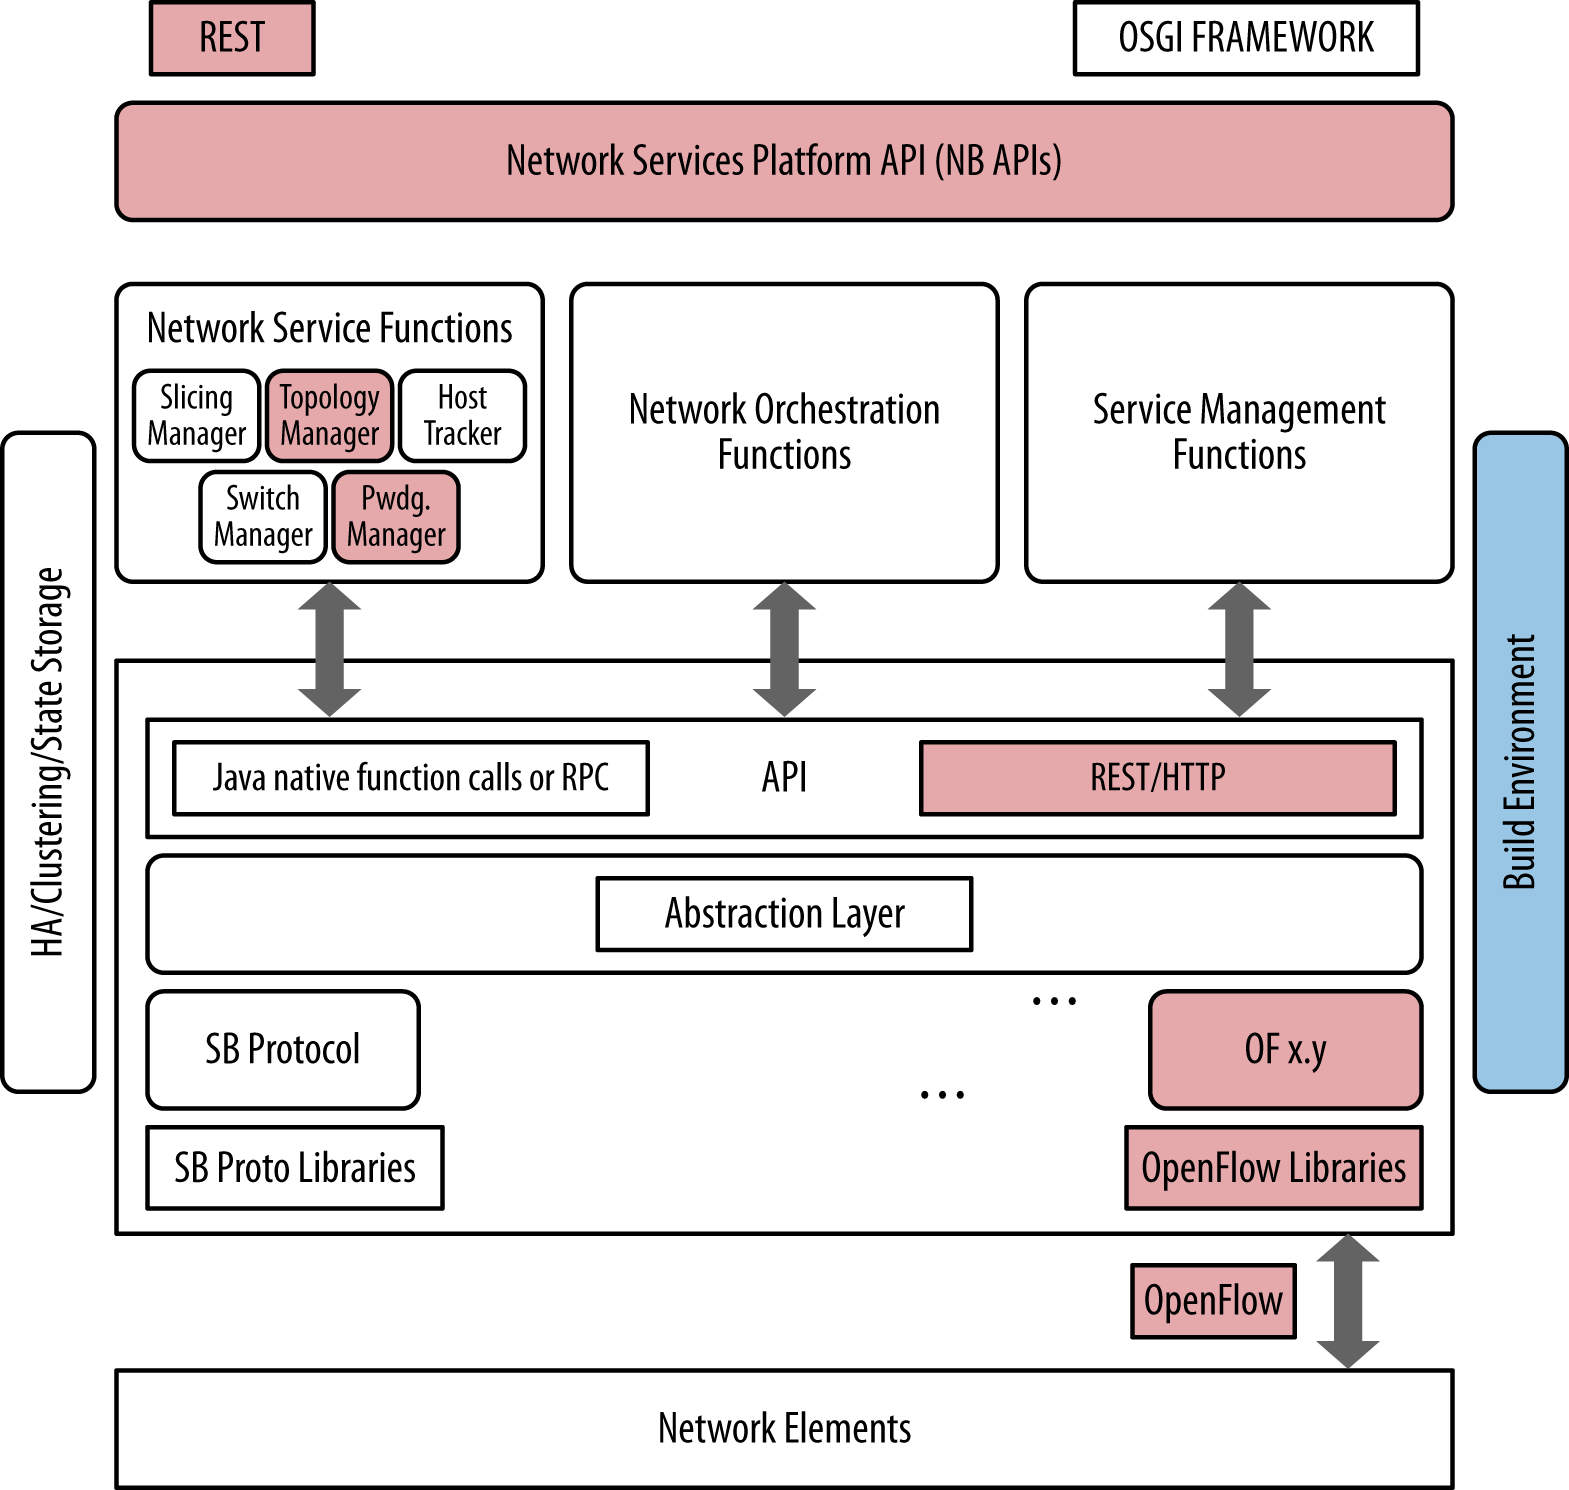 REST
OSGI FRAMEWORK
Network Services Platform API (NB APIs)
Network Service Functions
Slicing
Manager
Topology
Manager
Host
Tracker
Switch
Manager
Pwdg.
Manager
Network Orchestration
Functions
Service Management
Functions
HA/Clustering/State Storage
Build Environment
Java native function calls or RPC
API
REST/HTTP
Abstraction Layer
SB Protocol
...
OF x.y
...
SB Proto Libraries
OpenFlow Libraries
OpenFlow
Network Elements